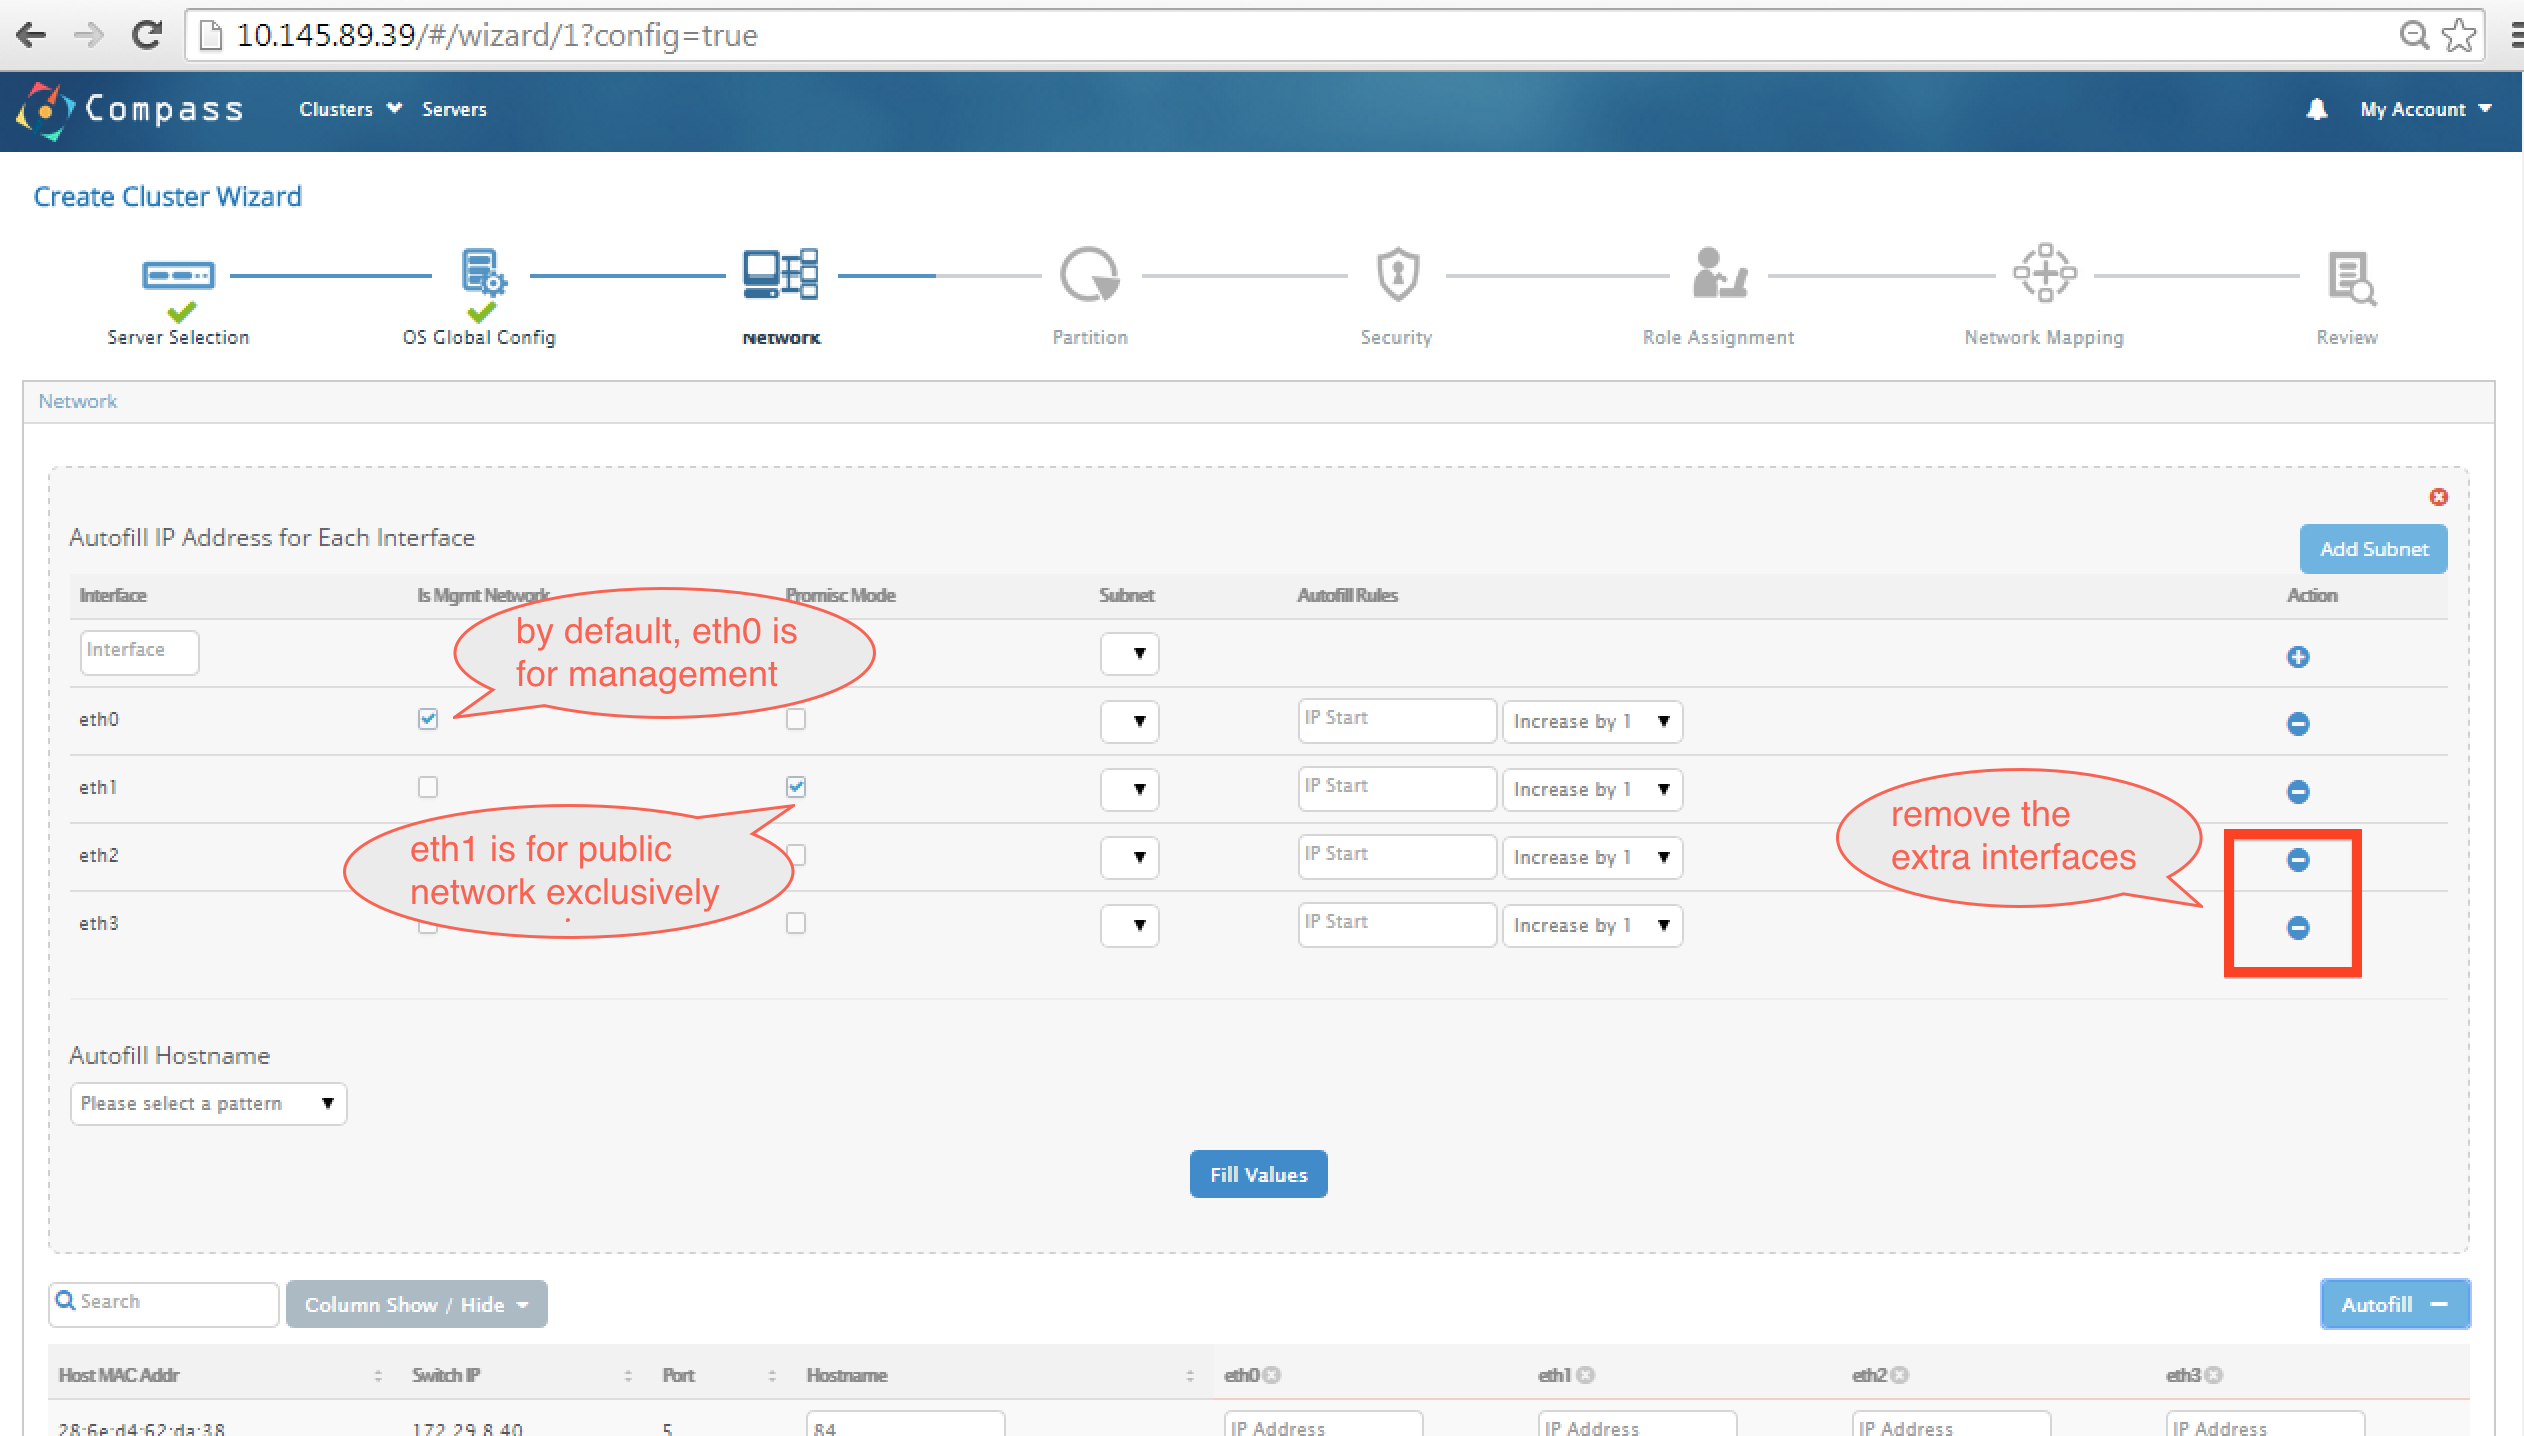 10.145.89.39/#/wizard/1?config=true
Compass Clusters Servers My Account
Create Cluster Wizard
Server Selection OS Global Config Network Partition Security Role Assignment Network Mapping Review
Network
Autofill IP Address for Each Interface
Add Subnet
Interface Is Mgmt Network Promisc Mode Subnet Autofill Rules Action
Interface
by default, eth0 is
for management
eth0 IP Start Increase by 1
eth1 IP Start Increase by 1
eth1 is for public
network exclusively
remove the
extra interfaces
eth2 IP Start Increase by 1
eth3 IP Start Increase by 1
Autofill Hostname
Please select a pattern
Fill Values
Search Column Show / Hide Autofill
Host MAC Addr Switch IP Port Hostname eth0 eth1 eth2 eth3
28:6e:d4:62:da:38 172.29.8.40 5 84 IP Address IP Address IP Address IP Address